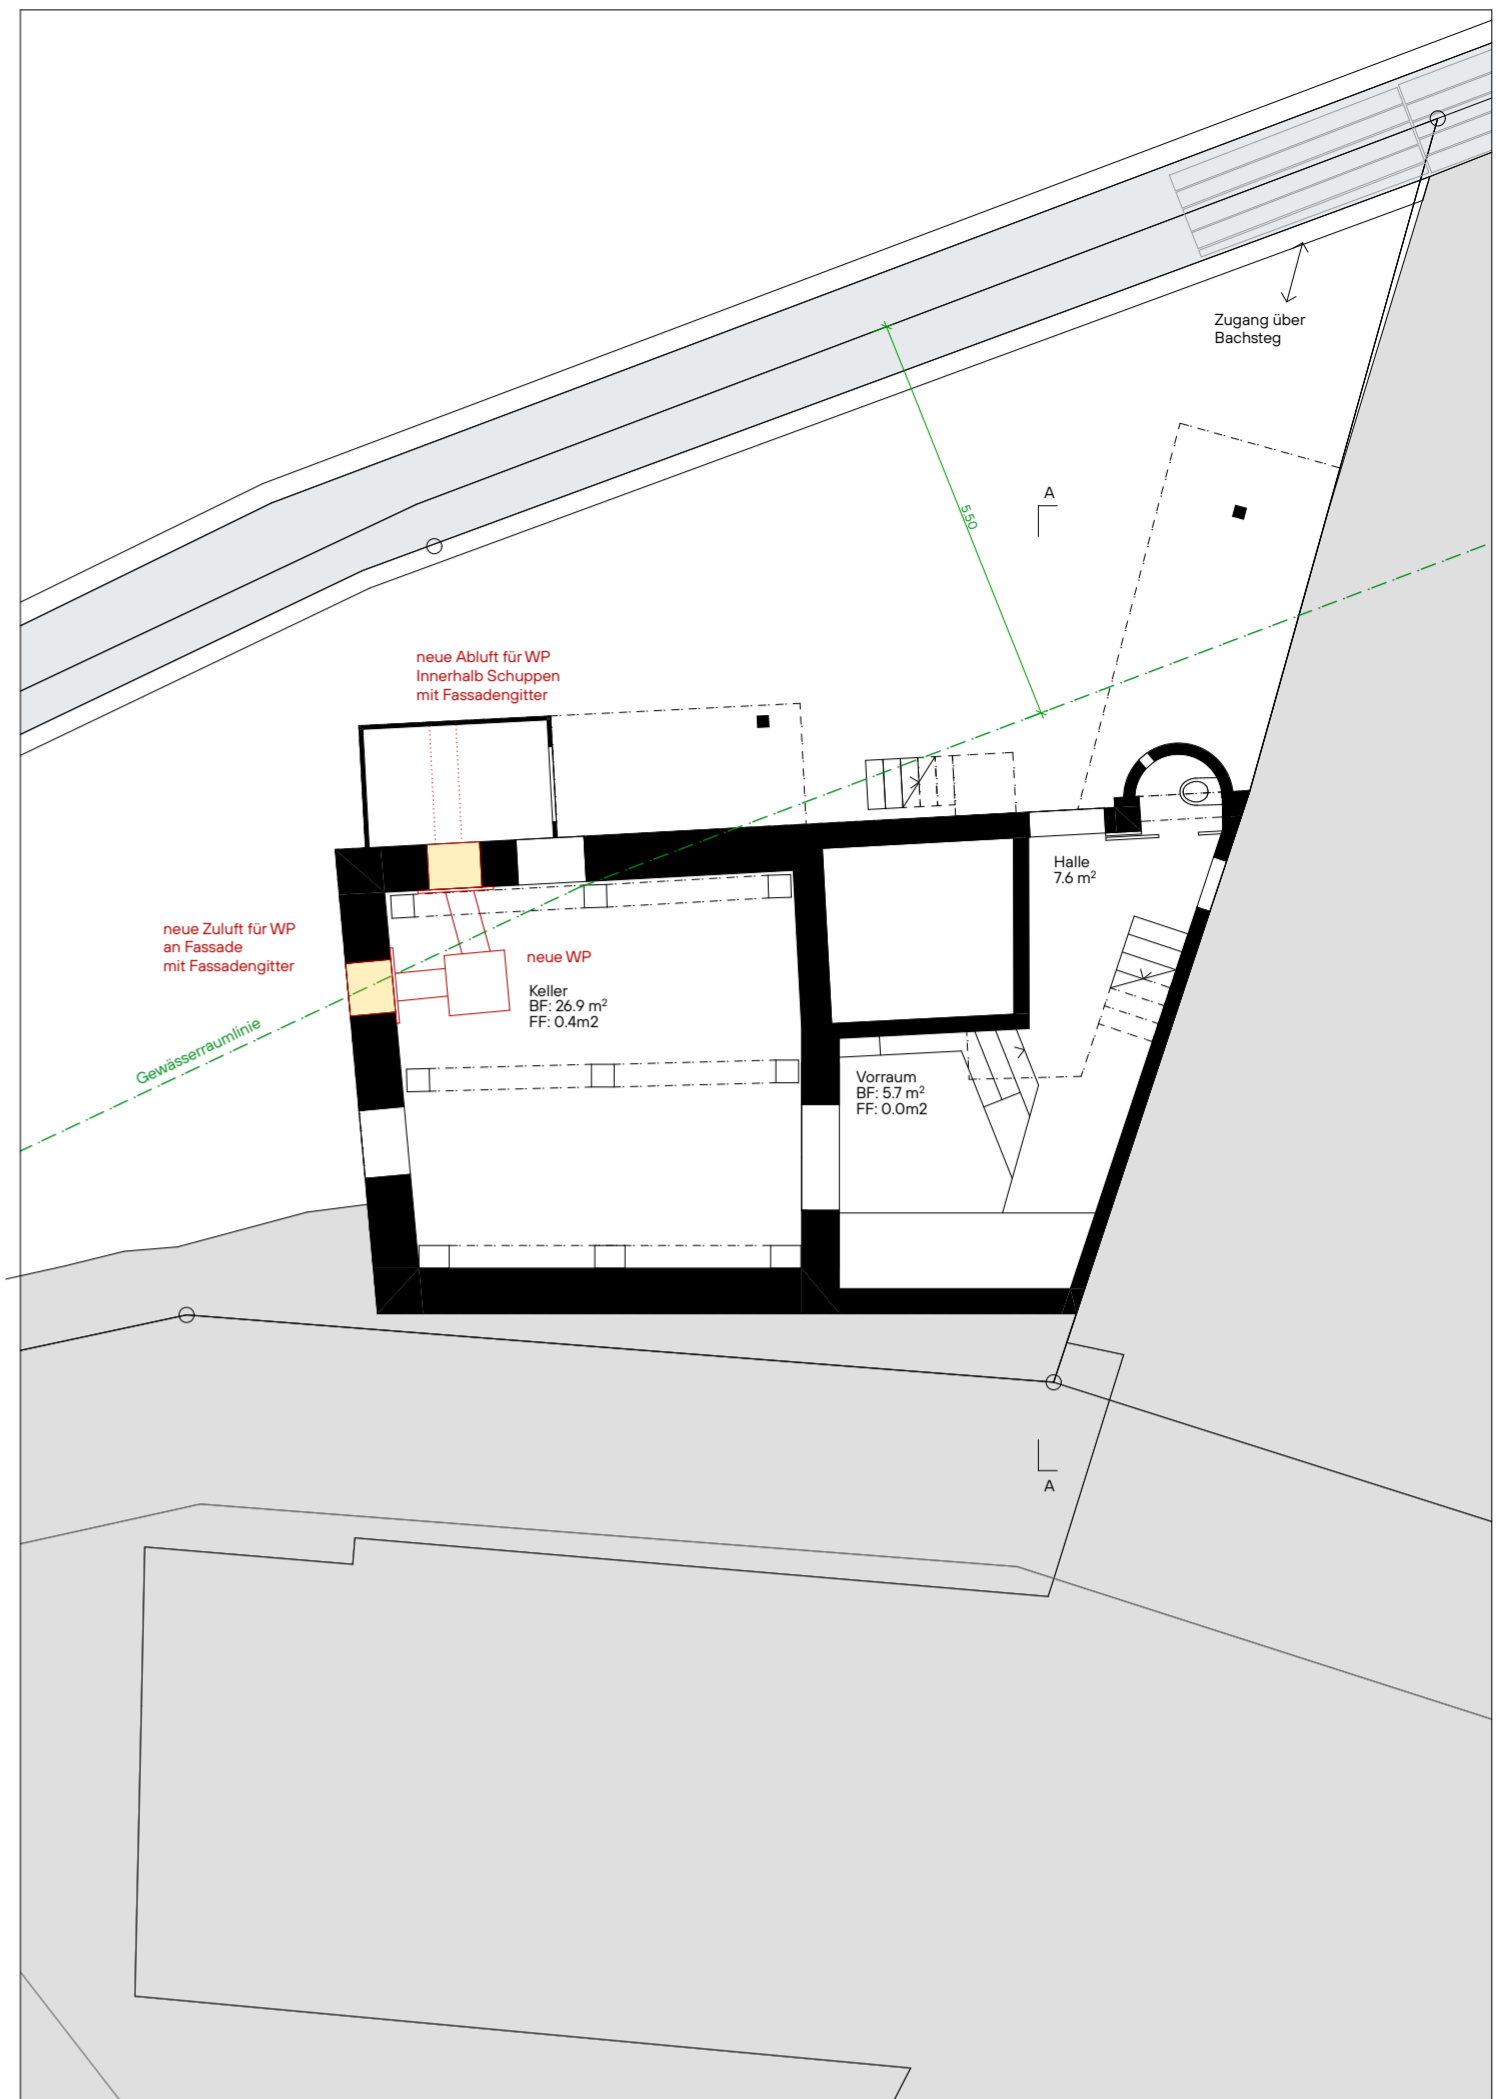 Zugang über
Bachsteg
A
5.50
neue Abluft für WP
Innerhalb Schuppen
mit Fassadengitter
Halle
7.6 m²
neue Zuluft für WP
an Fassade
mit Fassadengitter
neue WP
Keller
BF: 26.9 m²
FF: 0.4m2
Gewässerraumlinie
Vorraum
BF: 5.7 m²
FF: 0.0m2
A